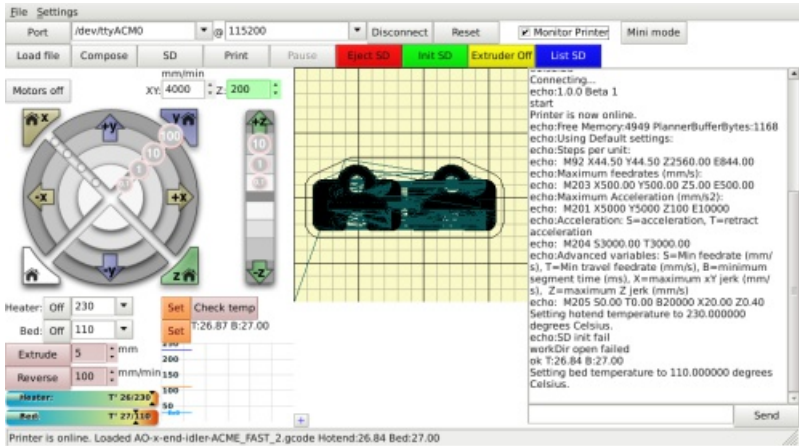 File Settings
Port /dev/ttyACM0 @ 115200 Disconnect Reset Monitor Printer Mini mode
Load file Compose SD Print Pause Eject SD Init SD Extruder Off List SD
mm/min
Motors off XY: 4000 Z: 200
x +y y +z
100
10 10
1 1
-x +x
-y z -z
Heater: Off 230 Set Check temp
Bed: Off 110 Set T:26.87 B:27.00
Extrude 5 mm
200
Reverse 100 mm/min 150
100
Heater: T° 26/230
50
Bed: T° 27/110
+
Connecting...
echo:1.0.0 Beta 1
start
Printer is now online.
echo:Free Memory:4949 PlannerBufferBytes:1168
echo:Using Default settings:
echo:Steps per unit:
echo: M92 X44.50 Y44.50 Z2560.00 E844.00
echo:Maximum feedrates (mm/s):
echo: M203 X500.00 Y500.00 Z5.00 E500.00
echo:Maximum Acceleration (mm/s2):
echo: M201 X5000 Y5000 Z100 E10000
echo:Acceleration: S=acceleration, T=retract
acceleration
echo: M204 S3000.00 T3000.00
echo:Advanced variables: S=Min feedrate (mm/
s), T=Min travel feedrate (mm/s), B=minimum
segment time (ms), X=maximum xY jerk (mm/
s), Z=maximum Z jerk (mm/s)
echo: M205 S0.00 T0.00 B20000 X20.00 Z0.40
Setting hotend temperature to 230.000000
degrees Celsius.
echo:SD init fail
workDir open failed
ok T:26.84 B:27.00
Setting bed temperature to 110.000000 degrees
Celsius.
Send
Printer is online. Loaded AO-x-end-idler-ACME_FAST_2.gcode Hotend:26.84 Bed:27.00